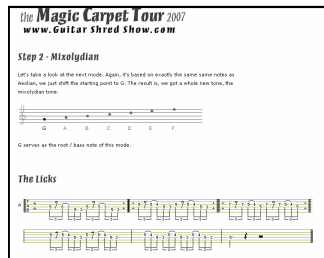 the Magic Carpet Tour 2007
www.Guitar Shred Show.com
Step 2 - Mixolydian
Let's take a look at the next mode. Again, it's based on exactly the same same notes as
Aeolian, we just shift the starting point to G. The result is, we got a whole new tone, the
mixolydian tone.
G A B C D E F
G serves as the root / bass note of this mode.
The Licks